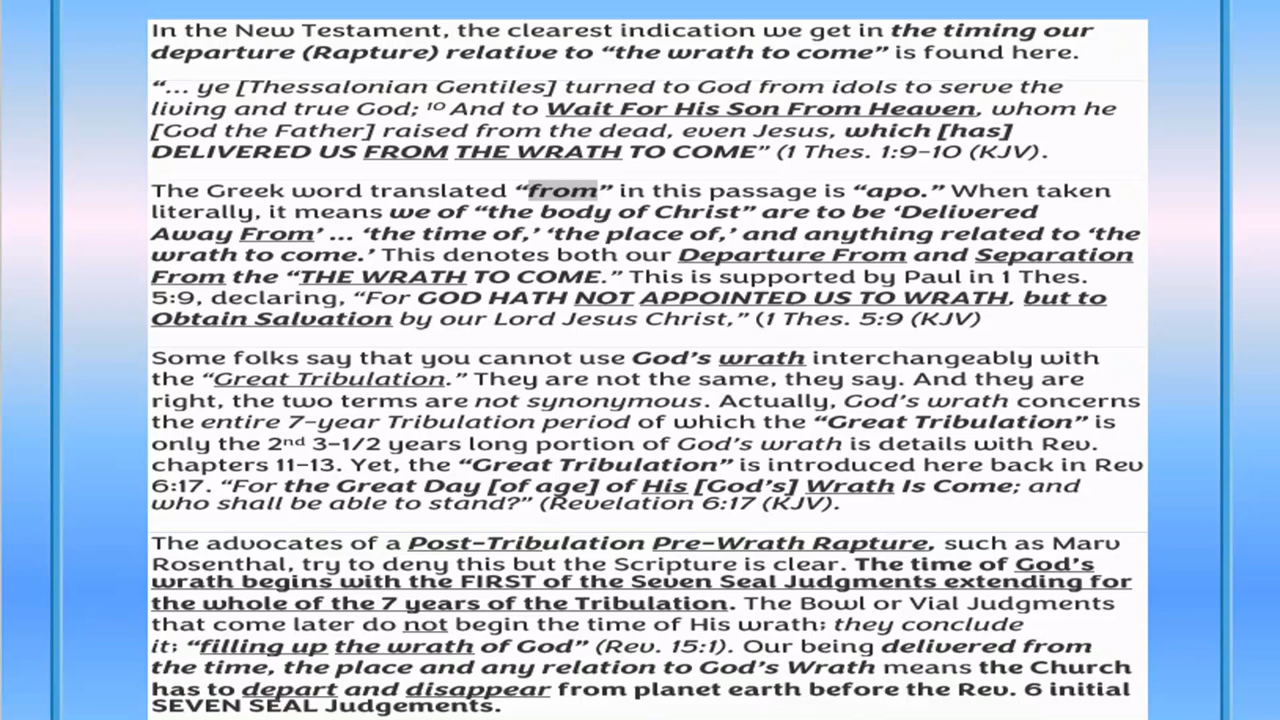 In the New Testament, the clearest indication we get in the timing our
departure (Rapture) relative to “the wrath to come” is found here.
“... ye [Thessalonian Gentiles] turned to God from idols to serve the
living and true God; 10 And to Wait For His Son From Heaven, whom he
[God the Father] raised from the dead, even Jesus, which [has]
DELIVERED US FROM THE WRATH TO COME” (1 Thes. 1:9-10 (KJV).
The Greek word translated “from” in this passage is “apo.” When taken
literally, it means we of “the body of Christ” are to be ‘Delivered
Away From’ ... ‘the time of,’ ‘the place of,’ and anything related to ‘the
wrath to come.’ This denotes both our Departure From and Separation
From the “THE WRATH TO COME.” This is supported by Paul in 1 Thes.
5:9, declaring, “For GOD HATH NOT APPOINTED US TO WRATH, but to
Obtain Salvation by our Lord Jesus Christ,” (1 Thes. 5:9 (KJV)
Some folks say that you cannot use God’s wrath interchangeably with
the “Great Tribulation.” They are not the same, they say. And they are
right, the two terms are not synonymous. Actually, God’s wrath concerns
the entire 7-year Tribulation period of which the “Great Tribulation” is
only the 2nd 3-1/2 years long portion of God’s wrath is details with Rev.
chapters 11-13. Yet, the “Great Tribulation” is introduced here back in Rev
6:17. “For the Great Day [of age] of His [God’s] Wrath Is Come; and
who shall be able to stand?” (Revelation 6:17 (KJV).
The advocates of a Post-Tribulation Pre-Wrath Rapture, such as Marv
Rosenthal, try to deny this but the Scripture is clear. The time of God’s
wrath begins with the FIRST of the Seven Seal Judgments extending for
the whole of the 7 years of the Tribulation. The Bowl or Vial Judgments
that come later do not begin the time of His wrath; they conclude
it; “filling up the wrath of God” (Rev. 15:1). Our being delivered from
the time, the place and any relation to God’s Wrath means the Church
has to depart and disappear from planet earth before the Rev. 6 initial
SEVEN SEAL Judgements.